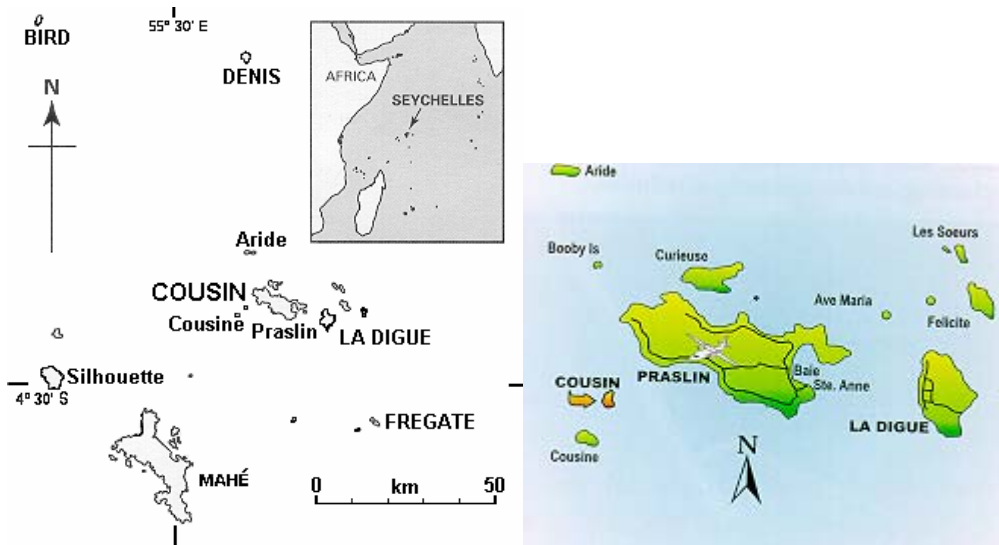 BIRD
55° 30' E
DENIS
N
AFRICA
SEYCHELLES
Aride
COUSIN
Cousine
Praslin
LA DIGUE
Silhouette
4° 30' S
FREGATE
MAHÉ
0 km 50
Aride
Booby Is
Curieuse
Les Soeurs
Ave Maria
Felicite
COUSIN
PRASLIN
Baie
Ste. Anne
LA DIGUE
Cousine
N